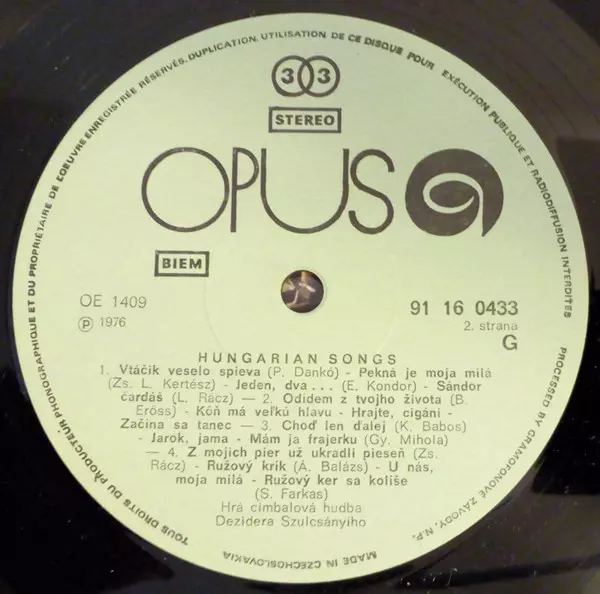 TOUS DROITS DU PRODUCTEUR PHONOGRAPHIQUE ET DU PROPRIÉTAIRE DE L'OEUVRE ENREGISTRÉE RÉSERVÉS. DUPLICATION, UTILISATION DE CE DISQUE POUR EXÉCUTION PUBLIQUE ET RADIODIFFUSION INTERDITES
PROCESSED BY GRAMOFONOVÉ ZÁVODY, N.P.
MADE IN CZECHOSLOVAKIA
33
STEREO
OPUS
BIEM
OE 1409
℗ 1976
91 16 0433
2. strana
G
HUNGARIAN SONGS
1. Vtáčik veselo spieva (P. Dankó) - Pekná je moja milá
(Zs. L. Kertész) - Jeden, dva... (E. Kondor) - Sándor
čardáš (L. Rácz) — 2. Odídem z tvojho života (B.
Eröss) - Kôň má veľkú hlavu - Hrajte, cigáni -
Začína sa tanec — 3. Choď len ďalej (K. Babos)
- Jarok, jama - Mám ja frajerku (Gy. Mihola)
— 4. Z mojich pier už ukradli pieseň (Zs.
Rácz) - Ružový krík (Á. Balázs) - U nás,
moja milá - Ružový ker sa kolíše
(S. Farkas)
Hrá cimbalová hudba
Dezidera Szulcsányiho